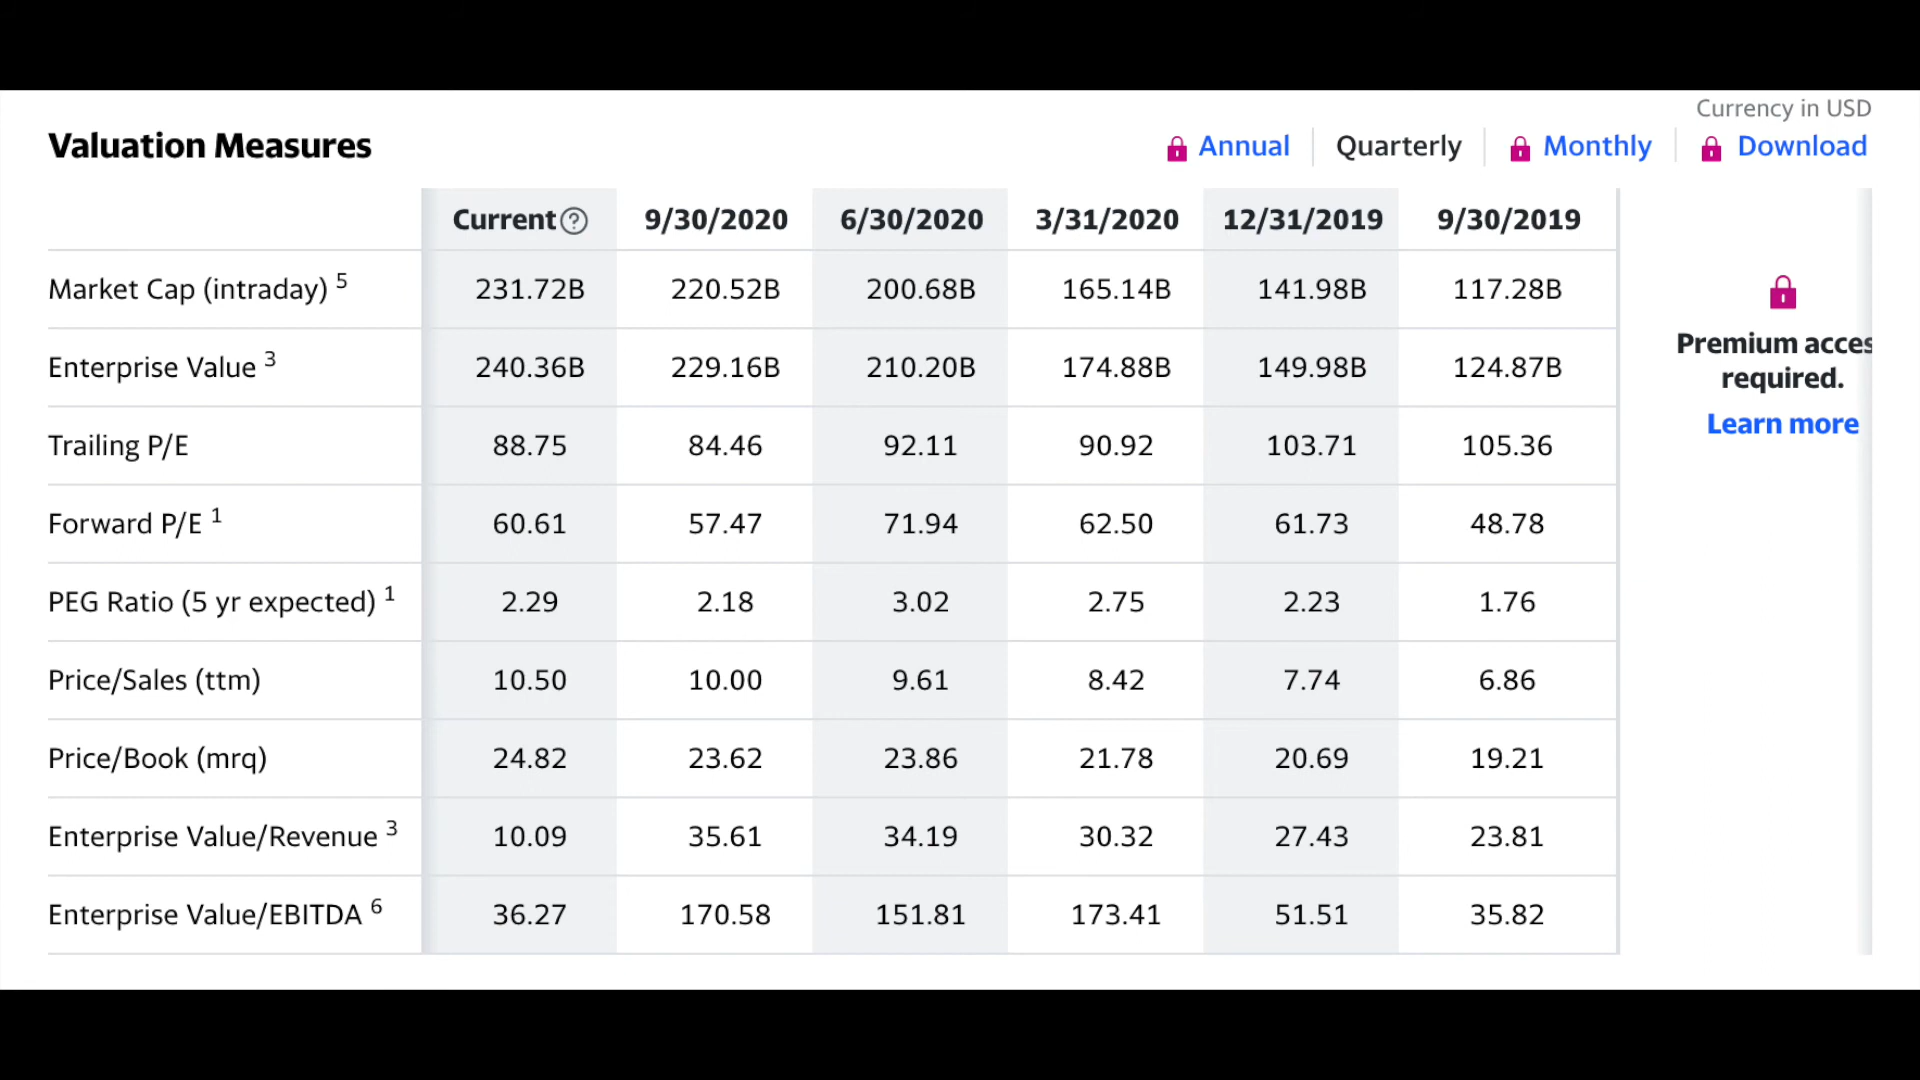 Currency in USD
Valuation Measures Annual Quarterly Monthly Download
Current ? 9/30/2020 6/30/2020 3/31/2020 12/31/2019 9/30/2019
Market Cap (intraday) 5 231.72B 220.52B 200.68B 165.14B 141.98B 117.28B
Enterprise Value 3 240.36B 229.16B 210.20B 174.88B 149.98B 124.87B
Trailing P/E 88.75 84.46 92.11 90.92 103.71 105.36
Forward P/E 1 60.61 57.47 71.94 62.50 61.73 48.78
PEG Ratio (5 yr expected) 1 2.29 2.18 3.02 2.75 2.23 1.76
Price/Sales (ttm) 10.50 10.00 9.61 8.42 7.74 6.86
Price/Book (mrq) 24.82 23.62 23.86 21.78 20.69 19.21
Enterprise Value/Revenue 3 10.09 35.61 34.19 30.32 27.43 23.81
Enterprise Value/EBITDA 6 36.27 170.58 151.81 173.41 51.51 35.82
Premium acces
required.
Learn more